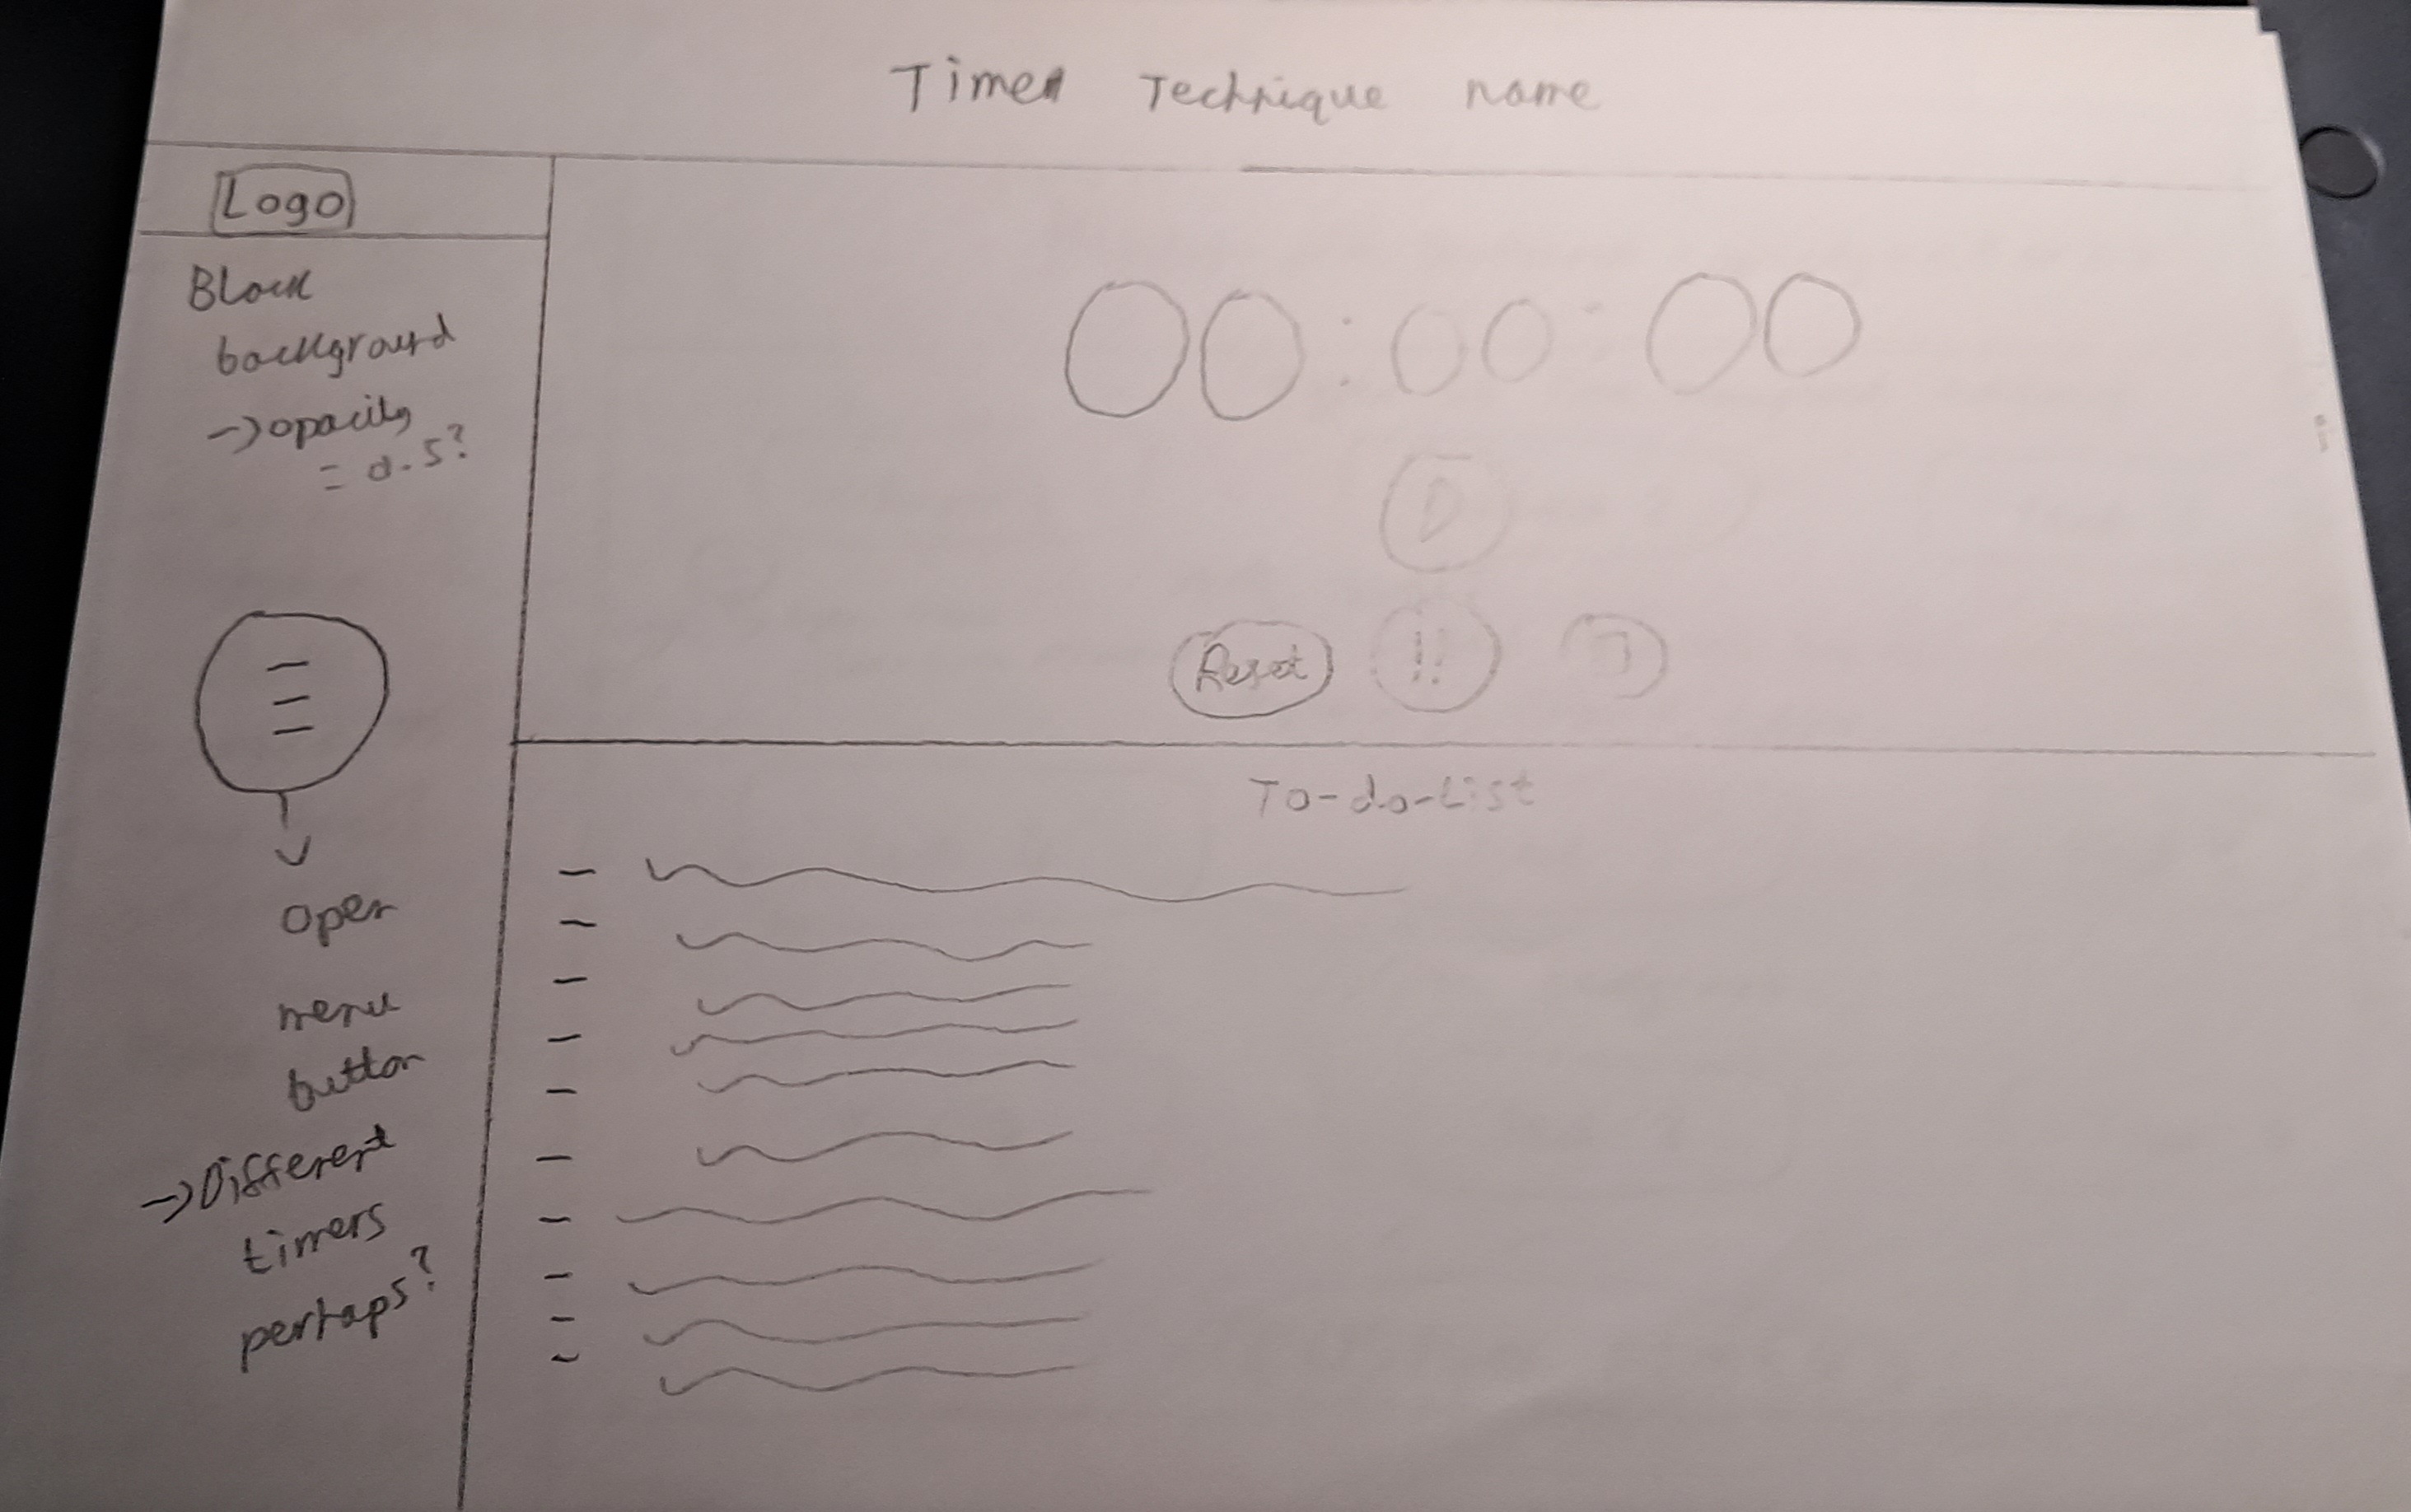 Timer Technique name
Logo
Black
background
→ opacity
= 0.5?
00:00:00
Reset
open
menu
button
→ Different
timers
perhaps?
To-do-List